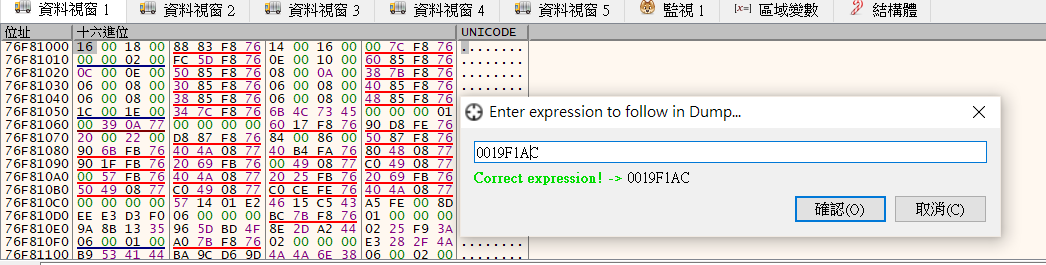 資料視窗 1 資料視窗 2 資料視窗 3 資料視窗 4 資料視窗 5 監視 1 [x=] 區域變數 結構體
位址 十六進位 UNICODE
76F81000 16 00 18 00 88 83 F8 76 14 00 16 00 00 7C F8 76 ........
76F81010 00 00 02 00 FC 5D F8 76 0E 00 10 00 60 85 F8 76 ........
76F81020 0C 00 0E 00 50 85 F8 76 08 00 0A 00 38 7B F8 76 ........
76F81030 06 00 08 00 30 85 F8 76 06 00 08 00 40 85 F8 76 ........
76F81040 06 00 08 00 38 85 F8 76 06 00 08 00 48 85 F8 76 ........
76F81050 1C 00 1E 00 34 7C F8 76 6B 4C 73 45 00 00 00 01 ........
76F81060 00 39 0A 77 00 00 00 00 60 17 F8 76 90 D8 FE 76 ........
76F81070 20 00 22 00 D8 87 F8 76 84 00 86 00 50 87 F8 76 ........
76F81080 90 6B FB 76 40 4A 08 77 40 B4 FA 76 80 48 08 77 ........
76F81090 90 1F FB 76 20 69 FB 76 00 49 08 77 C0 49 08 77 ........
76F810A0 00 57 FB 76 40 4A 08 77 20 25 FB 76 20 69 FB 76 ........
76F810B0 50 49 08 77 C0 49 08 77 C0 CE FE 76 40 4A 08 77 ........
76F810C0 00 00 00 00 57 14 01 E2 46 15 C5 43 A5 FE 00 8D ........
76F810D0 EE E3 D3 F0 06 00 00 00 BC 7B F8 76 01 00 00 00 ........
76F810E0 9A 8B 13 35 96 5D BD 4F 8E 2D A2 44 02 25 F9 3A ........
76F810F0 06 00 01 00 A0 7B F8 76 02 00 00 00 E3 28 2F 4A ........
76F81100 B9 53 41 44 BA 9C D6 9D 4A 4A 6E 38 06 00 02 00 ........
Enter expression to follow in Dump...
0019F1AC
Correct expression! -> 0019F1AC
確認(O) 取消(C)